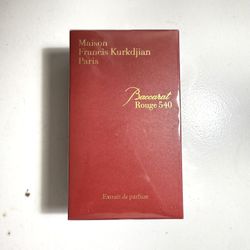 Maison
Francis Kurkdjian
Paris
Baccarat
Rouge 540
Extrait de parfum